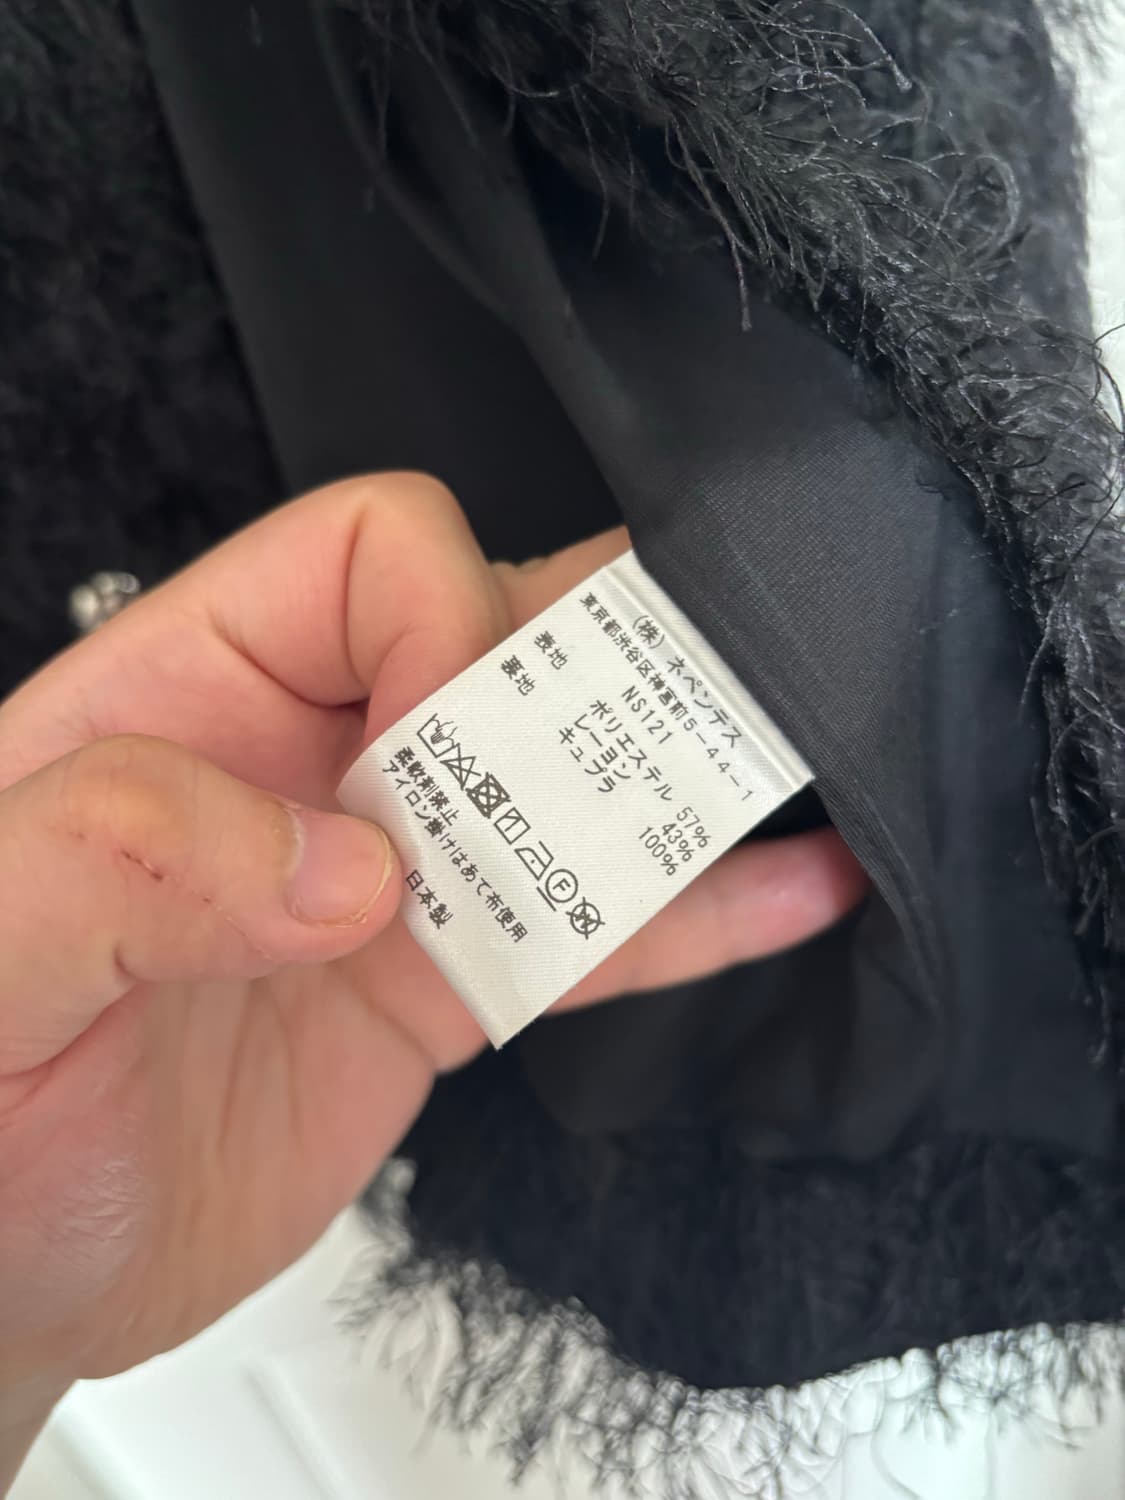 (株) ネペンテス
東京都渋谷区神宮前5-44-1
NS121
表地 ポリエステル 57%
レーヨン 43%
裏地 キュプラ 100%
F
W
柔軟剤禁止
アイロン掛けはあて布使用
日本製